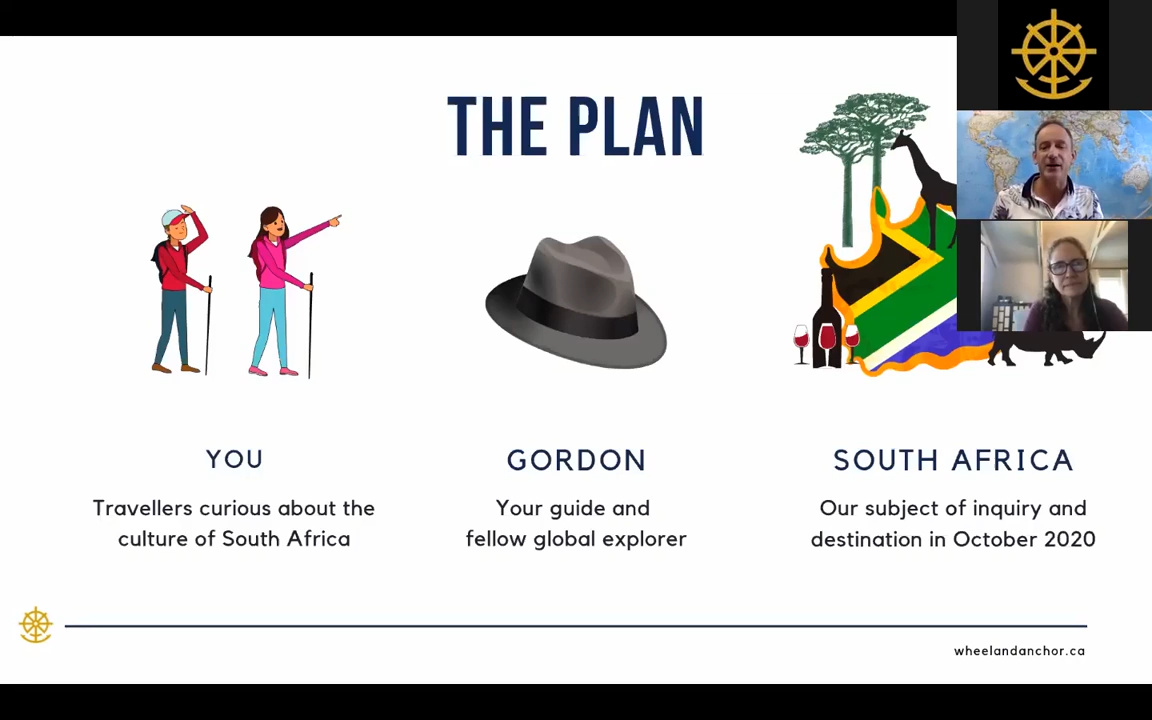 THE PLAN
YOU
Travellers curious about the
culture of South Africa
GORDON
Your guide and
fellow global explorer
SOUTH AFRICA
Our subject of inquiry and
destination in October 2020
wheelandanchor.ca